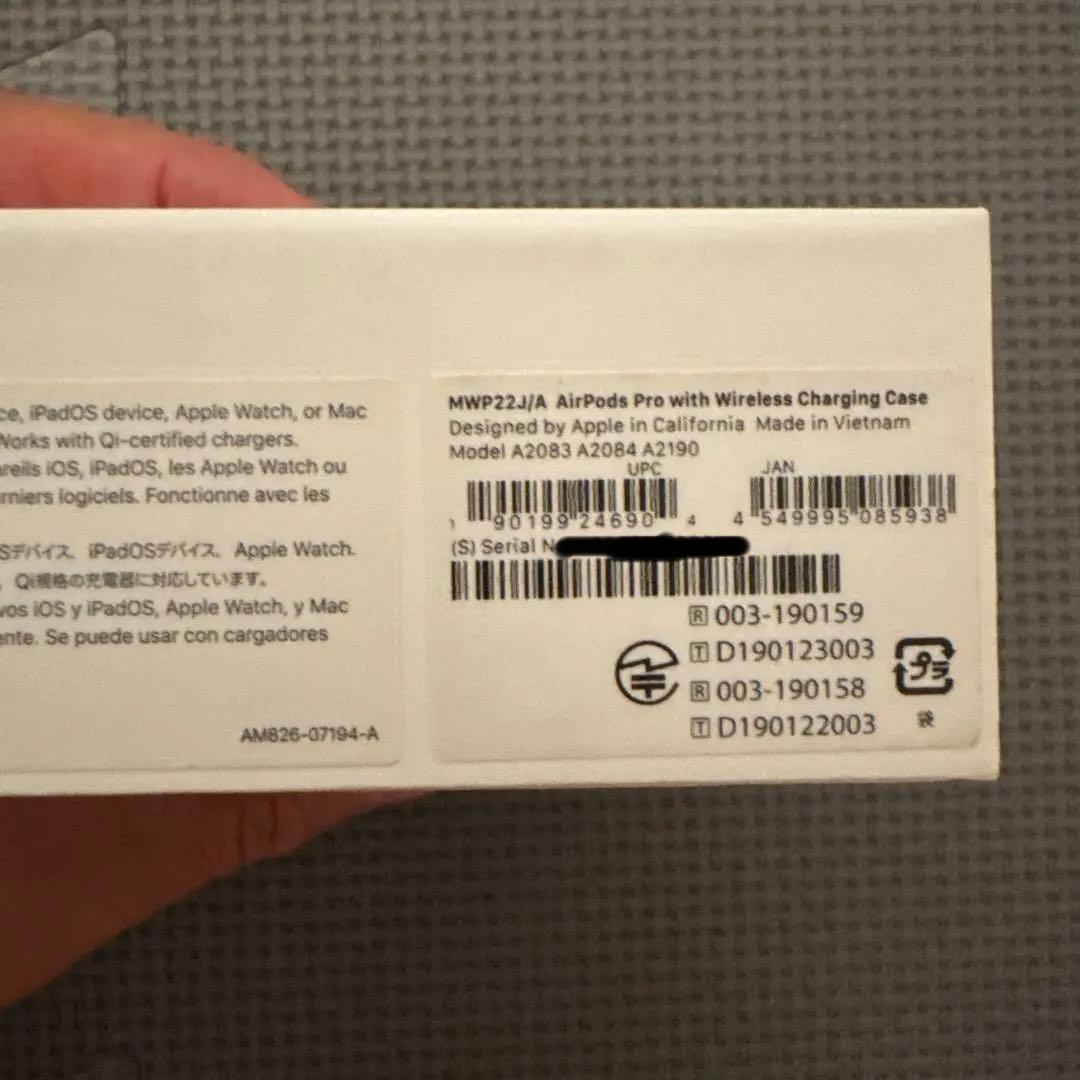 ce, iPadOS device, Apple Watch, or Mac
Works with Qi-certified chargers.
areils iOS, iPadOS, les Apple Watch ou
rniers logiciels. Fonctionne avec les
Sデバイス、iPadOSデバイス、Apple Watch、
Qi規格の充電器に対応しています。
vos iOS y iPadOS, Apple Watch, y Mac
ente. Se puede usar con cargadores
AM826-07194-A
MWP22J/A AirPods Pro with Wireless Charging Case
Designed by Apple in California Made in Vietnam
Model A2083 A2084 A2190
UPC JAN
1 90199 24690 4 4 549995 085938
(S) Serial N
R 003-190159
T D190123003
R 003-190158
T D190122003
プラ
袋